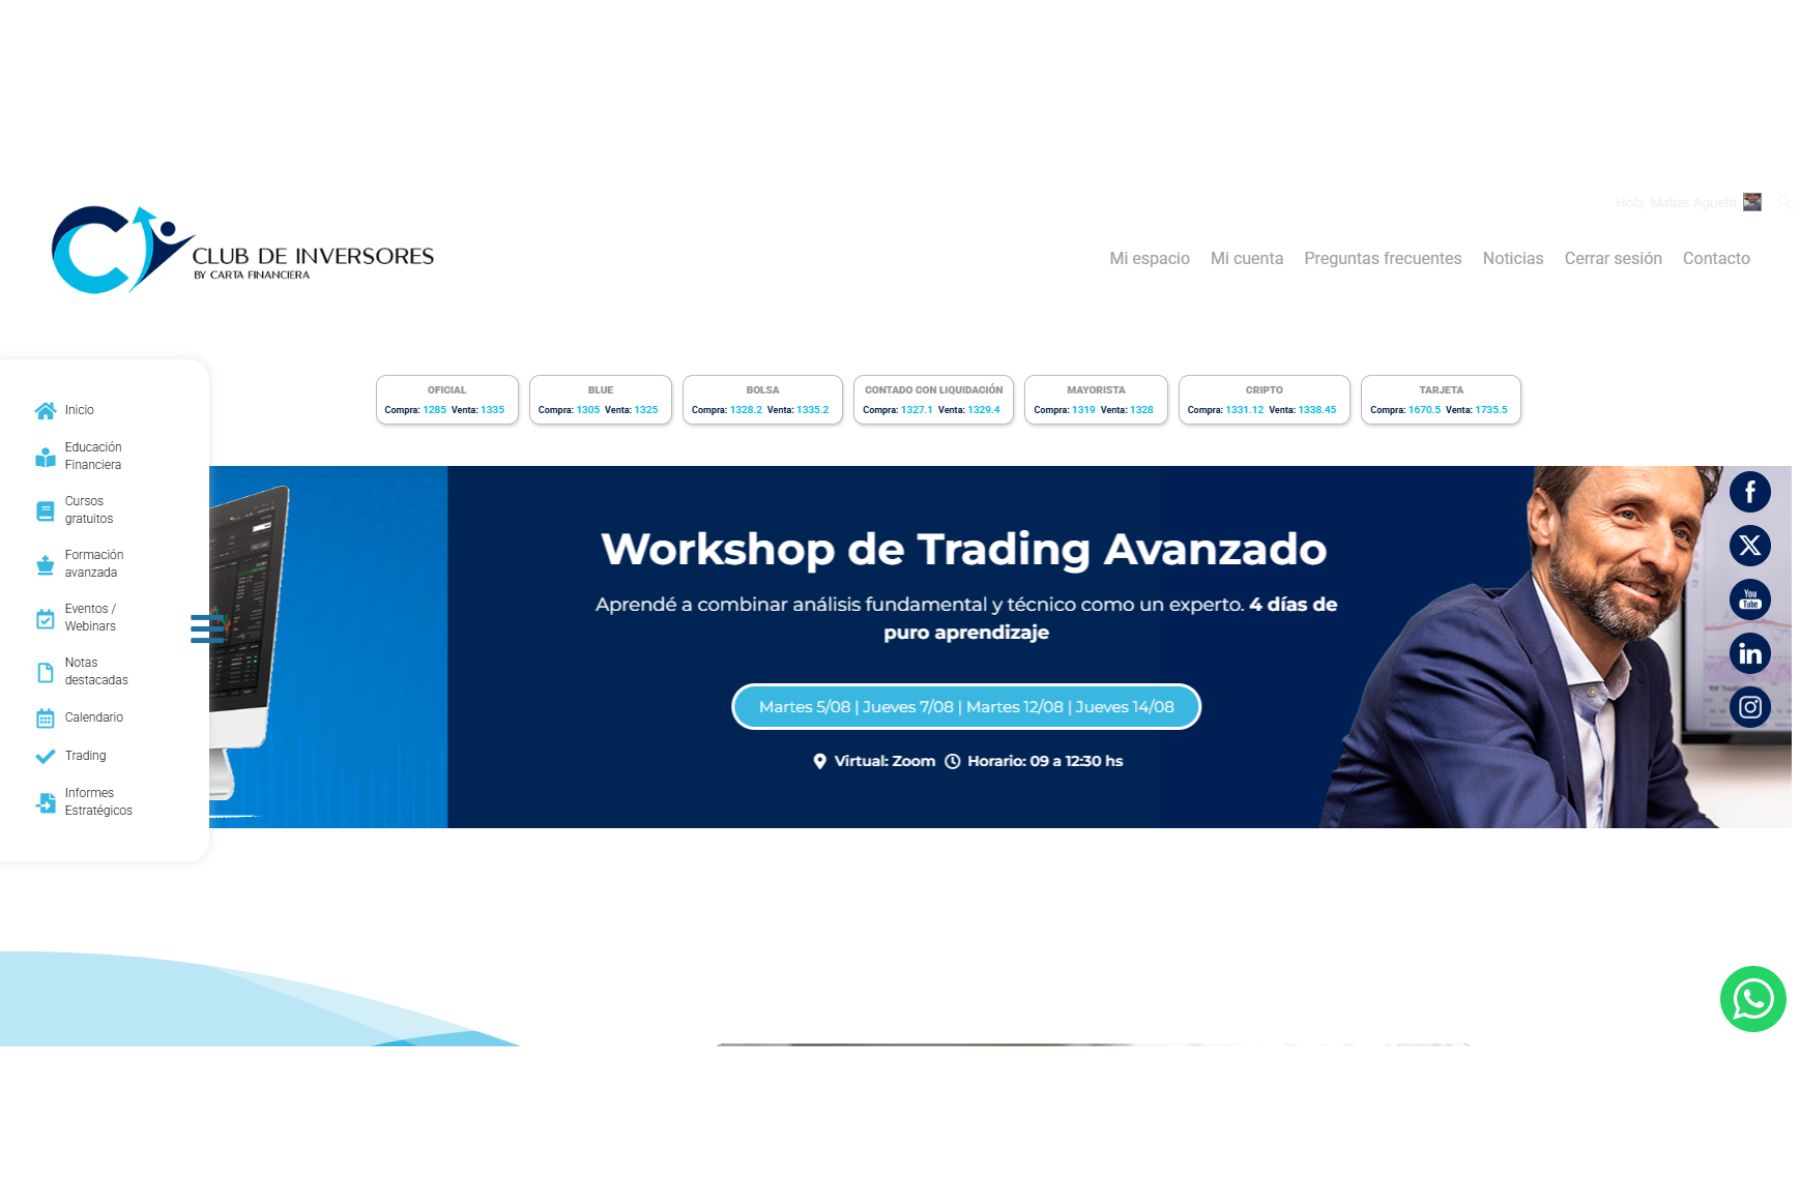 Hola, Matías Aguetti
CLUB DE INVERSORES
BY CARTA FINANCIERA
Mi espacio Mi cuenta Preguntas frecuentes Noticias Cerrar sesión Contacto
OFICIAL
Compra: 1285 Venta: 1335
BLUE
Compra: 1305 Venta: 1325
BOLSA
Compra: 1328.2 Venta: 1335.2
CONTADO CON LIQUIDACIÓN
Compra: 1327.1 Venta: 1329.4
MAYORISTA
Compra: 1319 Venta: 1328
CRIPTO
Compra: 1331.12 Venta: 1338.45
TARJETA
Compra: 1670.5 Venta: 1735.5
Inicio
Educación
Financiera
Cursos
gratuitos
Formación
avanzada
Eventos /
Webinars
Notas
destacadas
Calendario
Trading
Informes
Estratégicos
Workshop de Trading Avanzado
Aprendé a combinar análisis fundamental y técnico como un experto. 4 días de
puro aprendizaje
Martes 5/08 | Jueves 7/08 | Martes 12/08 | Jueves 14/08
Virtual: Zoom Horario: 09 a 12:30 hs
You
Tube